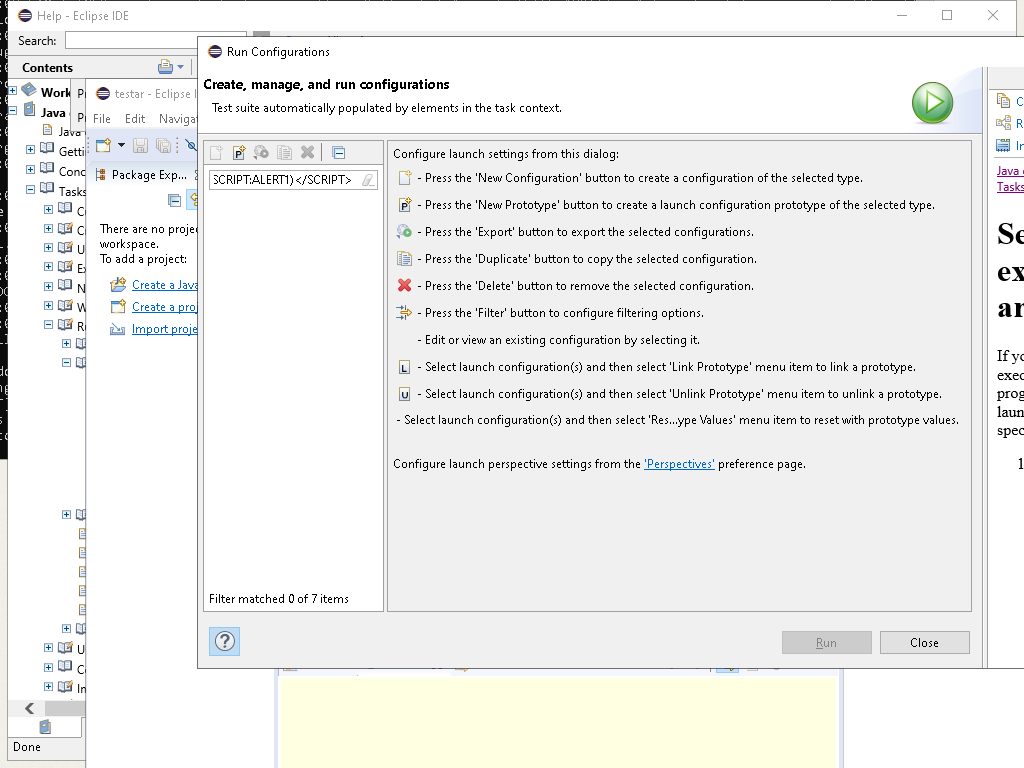 Help - Eclipse IDE
Search:
Contents
Work
Java
Java
Getti
Conc
Tasks
testar - Eclipse I
File Edit Navigat
Package Exp...
There are no proje
workspace.
To add a project:
Create a Java
Create a pro
Import proje
Run Configurations
Create, manage, and run configurations
Test suite automatically populated by elements in the task context.
SCRIPT:ALERT1)</SCRIPT>
Filter matched 0 of 7 items
Configure launch settings from this dialog:
- Press the 'New Configuration' button to create a configuration of the selected type.
- Press the 'New Prototype' button to create a launch configuration prototype of the selected type.
- Press the 'Export' button to export the selected configurations.
- Press the 'Duplicate' button to copy the selected configuration.
- Press the 'Delete' button to remove the selected configuration.
- Press the 'Filter' button to configure filtering options.
- Edit or view an existing configuration by selecting it.
L - Select launch configuration(s) and then select 'Link Prototype' menu item to link a prototype.
U - Select launch configuration(s) and then select 'Unlink Prototype' menu item to unlink a prototype.
- Select launch configuration(s) and then select 'Res...ype Values' menu item to reset with prototype values.
Configure launch perspective settings from the 'Perspectives' preference page.
Run
Close
Java
Tasks
Se
ex
ar
If yo
exec
prog
laun
spec
1
Done